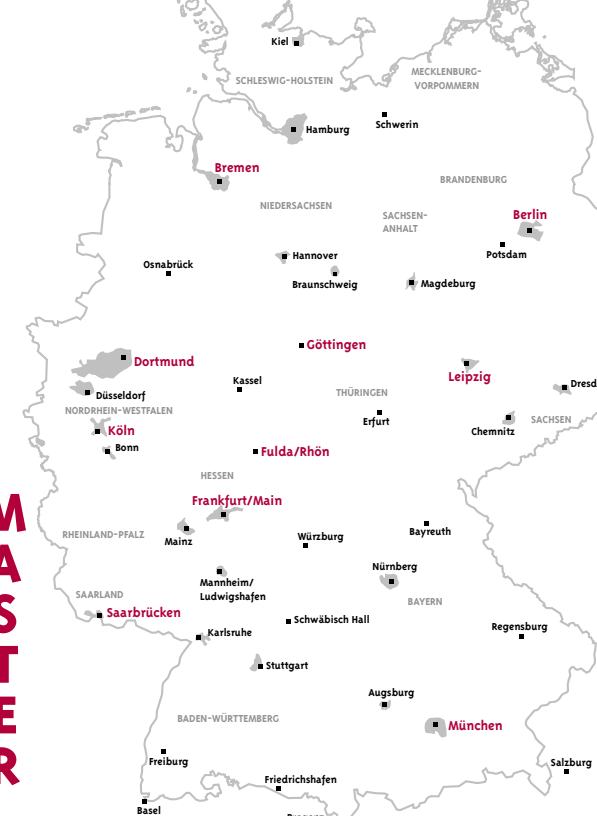 Kiel
SCHLESWIG-HOLSTEIN
MECKLENBURG-
VORPOMMERN
Schwerin
Hamburg
Bremen
BRANDENBURG
NIEDERSACHSEN
SACHSEN-
ANHALT
Berlin
Potsdam
Hannover
Osnabrück
Braunschweig
Magdeburg
Göttingen
Dortmund
Leipzig
Kassel
Dresd
Düsseldorf
THÜRINGEN
NORDRHEIN-WESTFALEN
Erfurt
SACHSEN
Chemnitz
Köln
Bonn
Fulda/Rhön
HESSEN
Frankfurt/Main
Bayreuth
RHEINLAND-PFALZ
Mainz
Würzburg
Nürnberg
Mannheim/
Ludwigshafen
SAARLAND
BAYERN
Saarbrücken
Schwäbisch Hall
Regensburg
Karlsruhe
Stuttgart
Augsburg
BADEN-WÜRTTEMBERG
München
Freiburg
Salzburg
Friedrichshafen
Basel
M
A
S
T
E
R